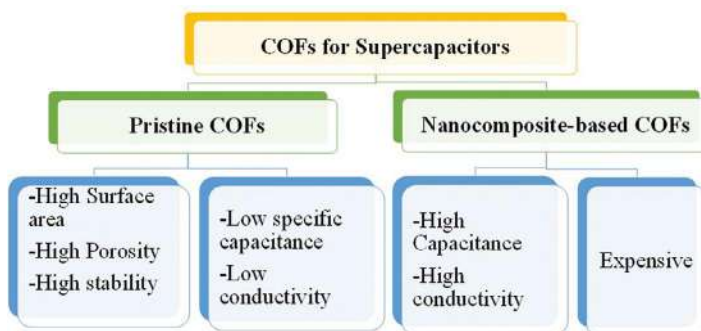 COFs for Supercapacitors
Pristine COFs
Nanocomposite-based COFs
-High Surface
area
-High Porosity
-High stability
-Low specific
capacitance
-Low
conductivity
-High
Capacitance
-High
conductivity
Expensive